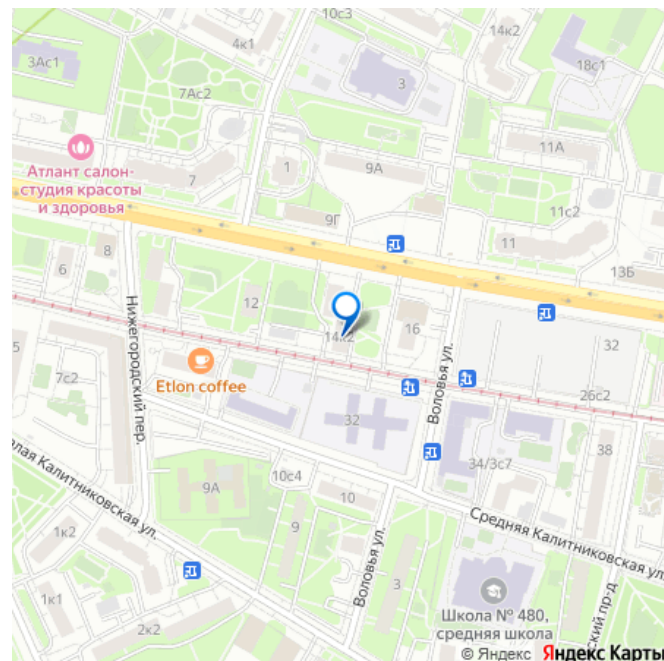 10с3
4к1
14к2
18с1
3Ас1
3
7Ас2
11А
Атлант салон-
студия красоты
и здоровья
1
9А
7
11с2
9Г
11
8
13Б
6
12
14к2
16
32
5
7с2
Etlon coffee
Нижегородский пер.
Воловья ул.
26с2
32
38
34/3с7
алая Калитниковская ул.
9А
10с4
10
Средняя Калитниковская ул.
1к2
9
Воловья ул.
3
1к1
2к2
Школа № 480,
средняя школа
ский пр-д
© Яндекс Яндекс Карты